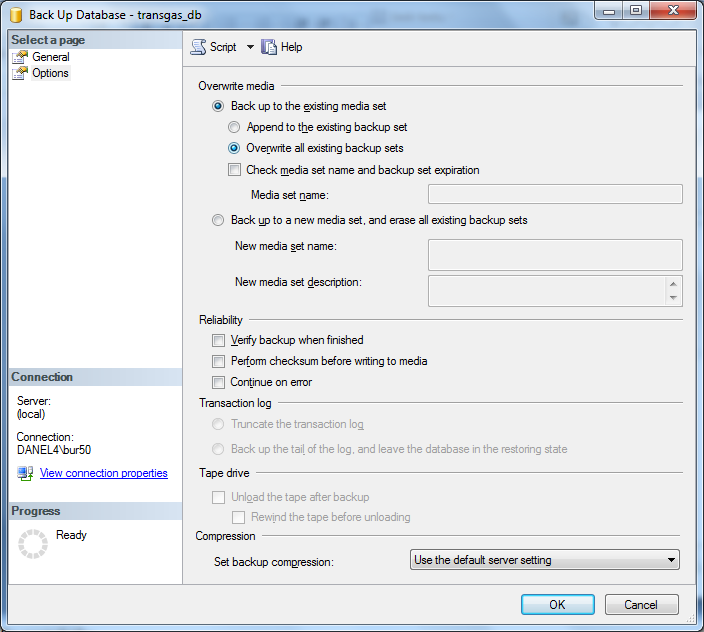 Back Up Database - transgas_db
Select a page
General
Options
Script
Help
Overwrite media
Back up to the existing media set
Append to the existing backup set
Overwrite all existing backup sets
Check media set name and backup set expiration
Media set name:
Back up to a new media set, and erase all existing backup sets
New media set name:
New media set description:
Reliability
Verify backup when finished
Perform checksum before writing to media
Continue on error
Transaction log
Truncate the transaction log
Back up the tail of the log, and leave the database in the restoring state
Tape drive
Unload the tape after backup
Rewind the tape before unloading
Compression
Set backup compression:
Use the default server setting
Connection
Server:
(local)
Connection:
DANEL4\bur50
View connection properties
Progress
Ready
OK
Cancel